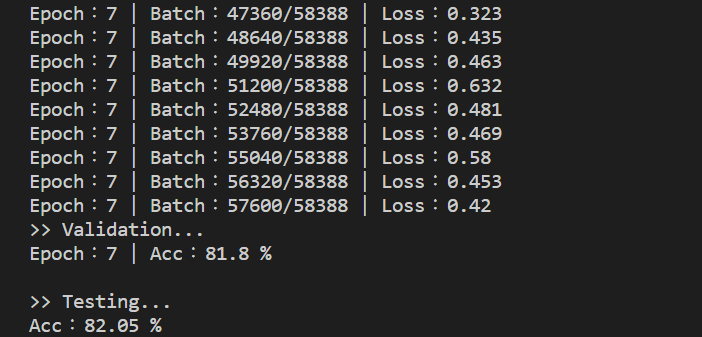 Epoch：7 | Batch：47360/58388 | Loss：0.323
Epoch：7 | Batch：48640/58388 | Loss：0.435
Epoch：7 | Batch：49920/58388 | Loss：0.463
Epoch：7 | Batch：51200/58388 | Loss：0.632
Epoch：7 | Batch：52480/58388 | Loss：0.481
Epoch：7 | Batch：53760/58388 | Loss：0.469
Epoch：7 | Batch：55040/58388 | Loss：0.58
Epoch：7 | Batch：56320/58388 | Loss：0.453
Epoch：7 | Batch：57600/58388 | Loss：0.42
>> Validation...
Epoch：7 | Acc：81.8 %
>> Testing...
Acc：82.05 %